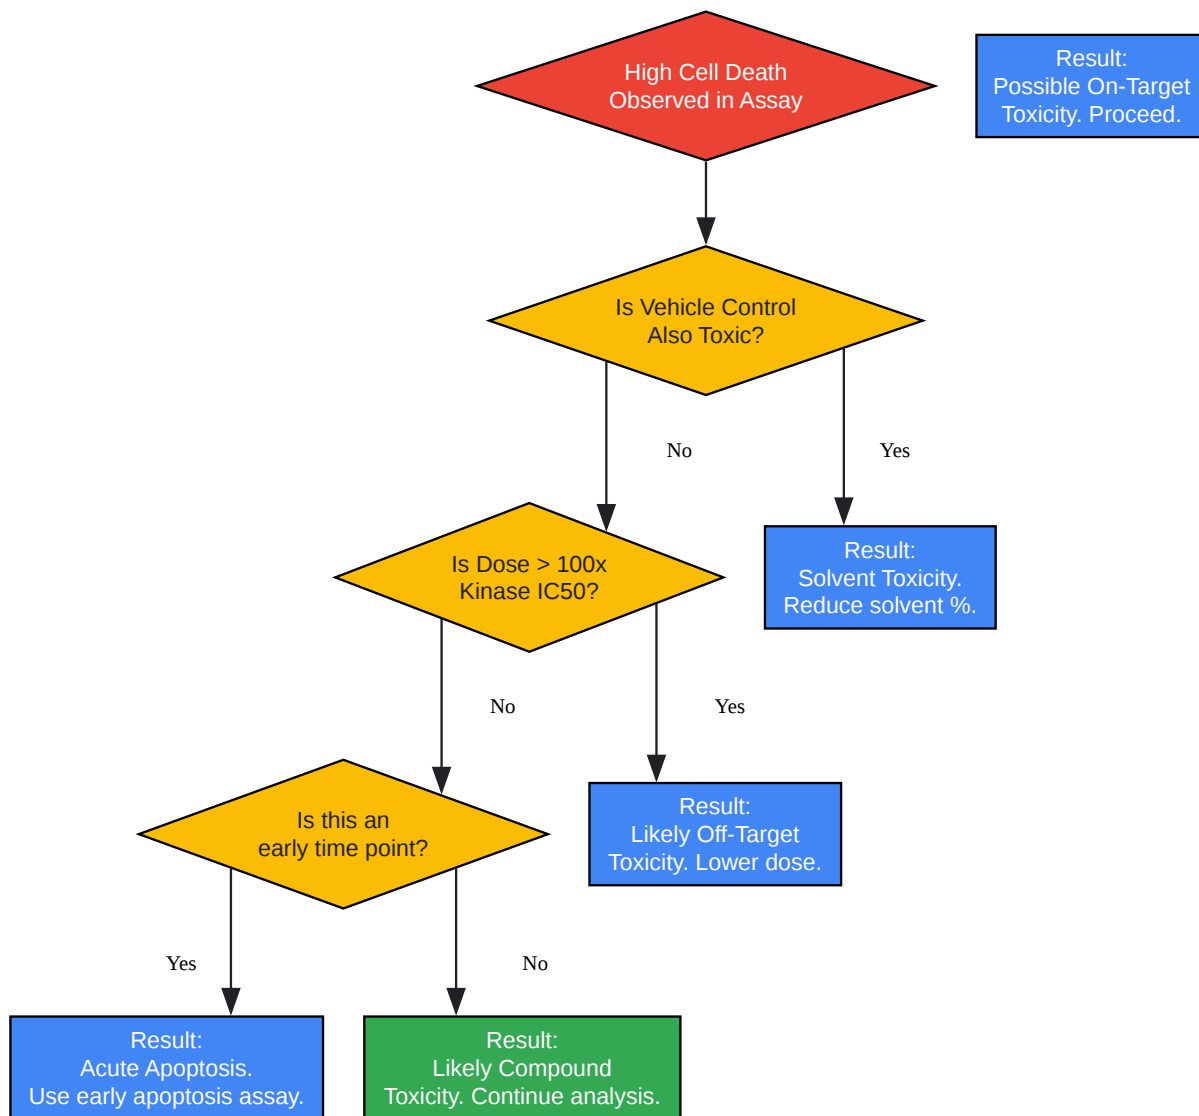 High Cell Death
Observed in Assay
Result:
Possible On-Target
Toxicity. Proceed.
Is Vehicle Control
Also Toxic?
No
Yes
Is Dose > 100x
Kinase IC50?
Result:
Solvent Toxicity.
Reduce solvent %.
No
Yes
Is this an
early time point?
Result:
Likely Off-Target
Toxicity. Lower dose.
Yes
No
Result:
Acute Apoptosis.
Use early apoptosis assay.
Result:
Likely Compound
Toxicity. Continue analysis.